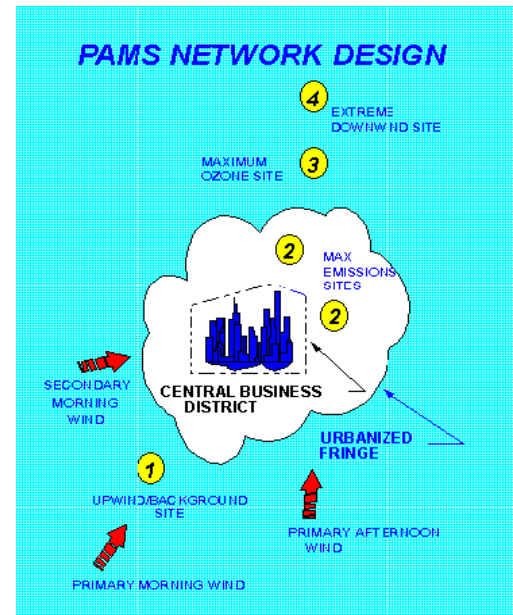 PAMS NETWORK DESIGN
4
EXTREME
DOWNWIND SITE
MAXIMUM
OZONE SITE
3
2
MAX
EMISSIONS
SITES
2
SECONDARY
MORNING
WIND
CENTRAL BUSINESS
DISTRICT
URBANIZED
FRINGE
1
UPWIND/BACKGROUND
SITE
PRIMARY AFTERNOON
WIND
PRIMARY MORNING WIND